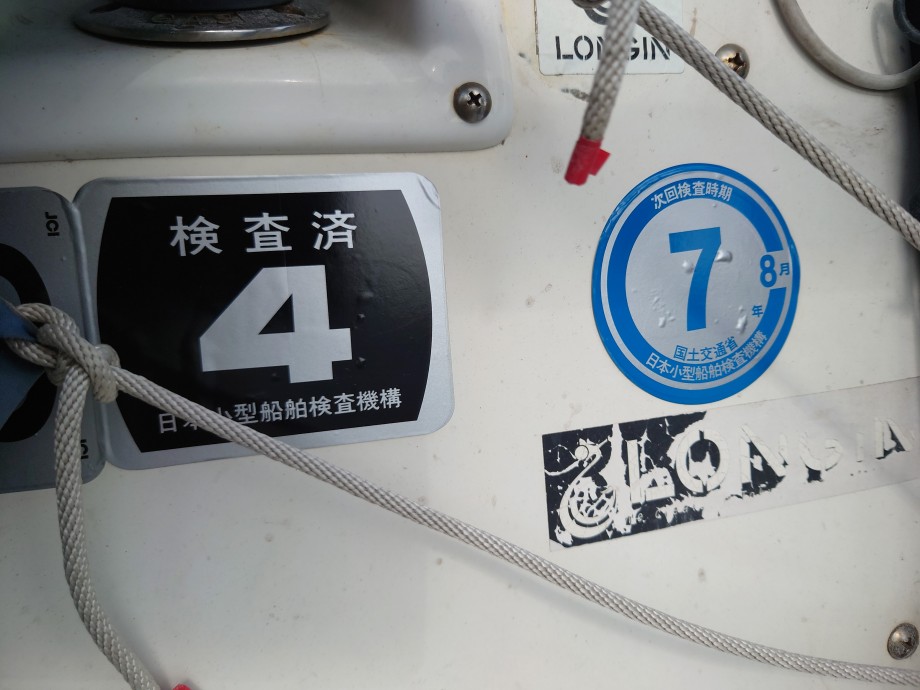 LONGIN
JCI
検査済
4
日本小型船舶検査機構
次回検査時期
7
8月
年
国土交通省
日本小型船舶検査機構
LONGIN